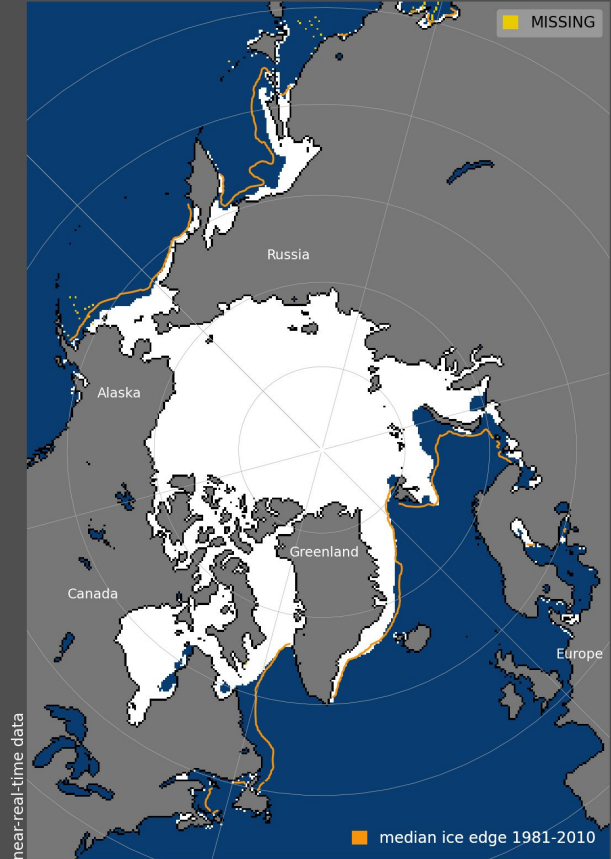 MISSING
Russia
Alaska
Greenland
Canada
Europe
near-real-time data
median ice edge 1981-2010